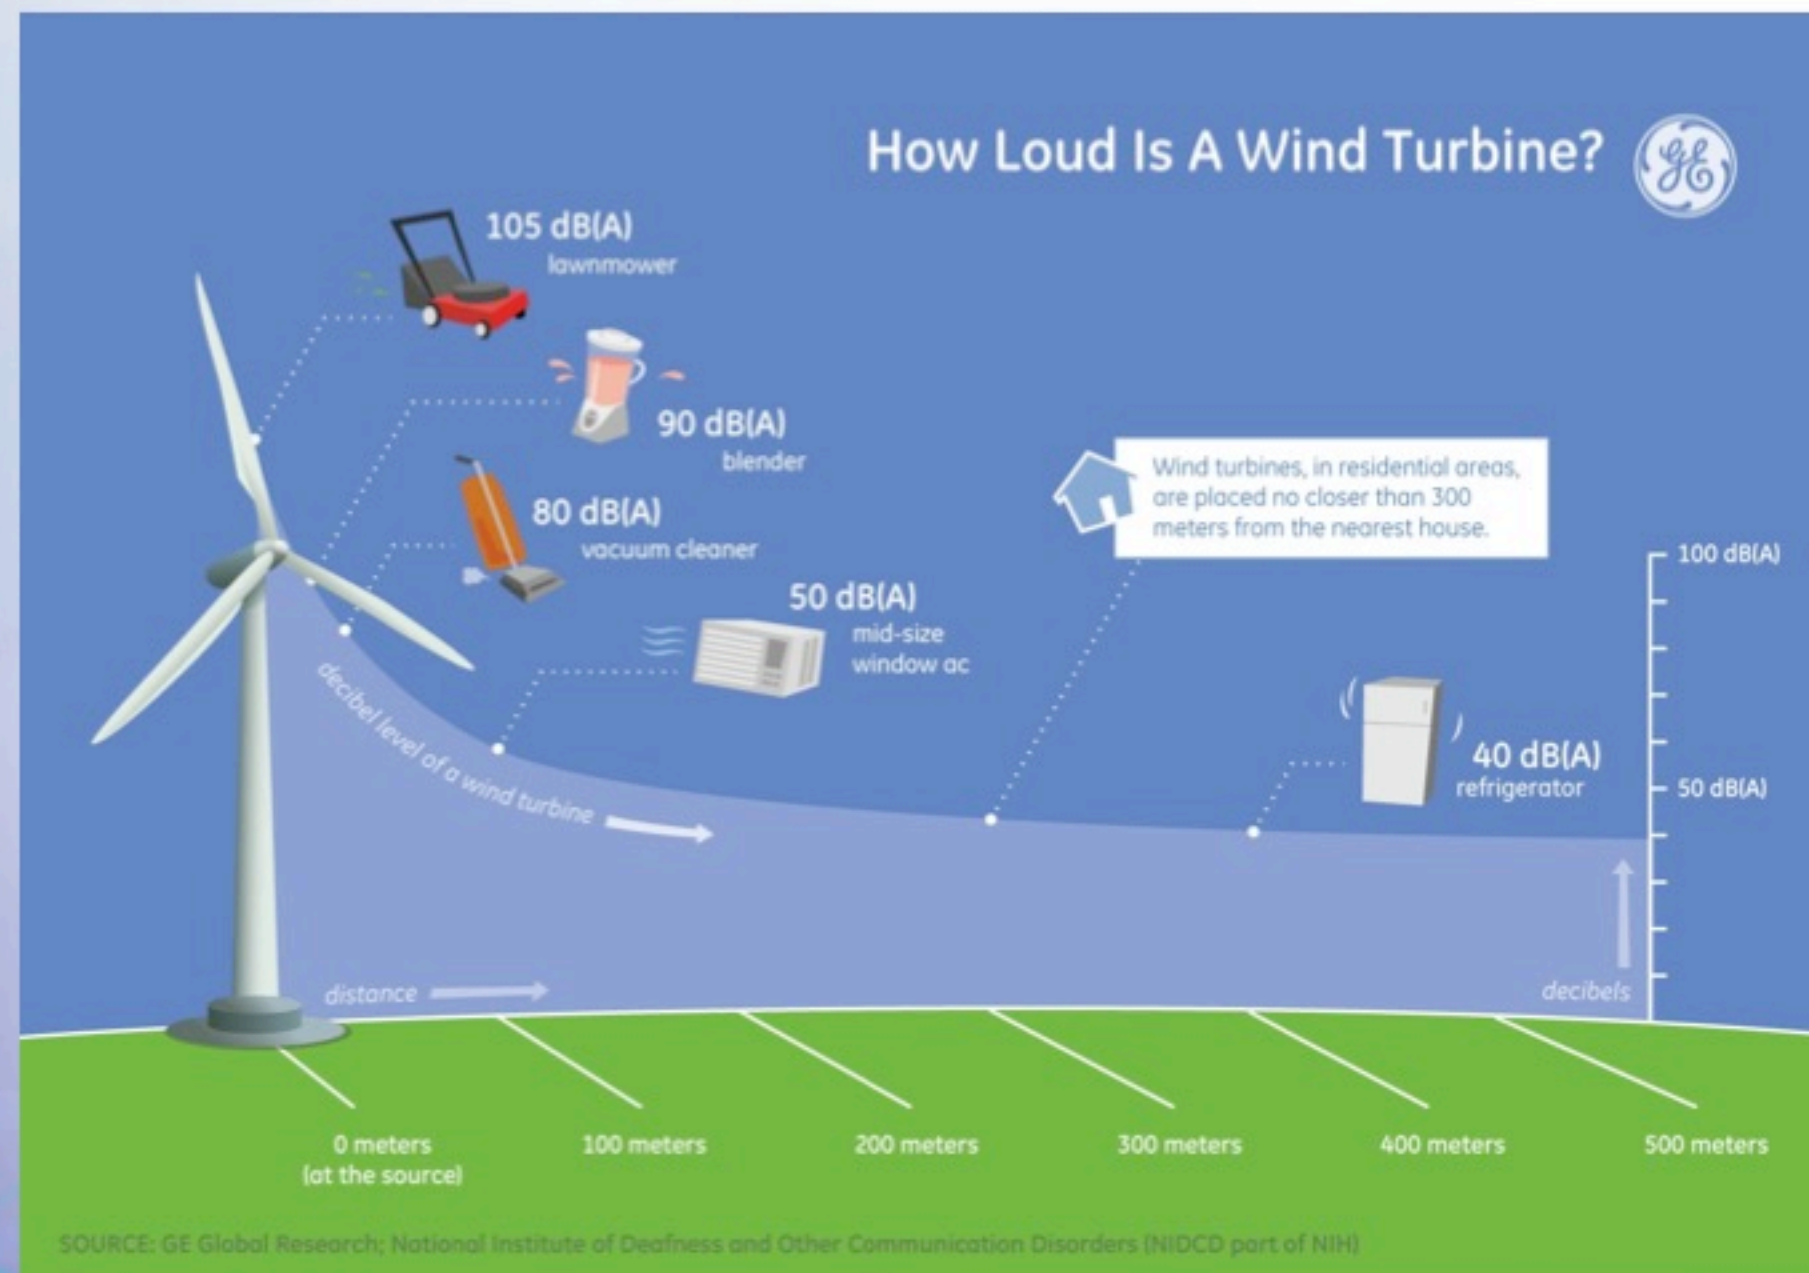 How Loud Is A Wind Turbine?
GE
105 dB(A)
lawnmower
90 dB(A)
blender
80 dB(A)
vacuum cleaner
50 dB(A)
mid-size
window ac
Wind turbines, in residential areas,
are placed no closer than 300
meters from the nearest house.
100 dB(A)
40 dB(A)
refrigerator
50 dB(A)
decibel level of a wind turbine
distance
decibels
0 meters
(at the source)
100 meters
200 meters
300 meters
400 meters
500 meters
SOURCE: GE Global Research; National Institute of Deafness and Other Communication Disorders (NIDCD part of NIH)